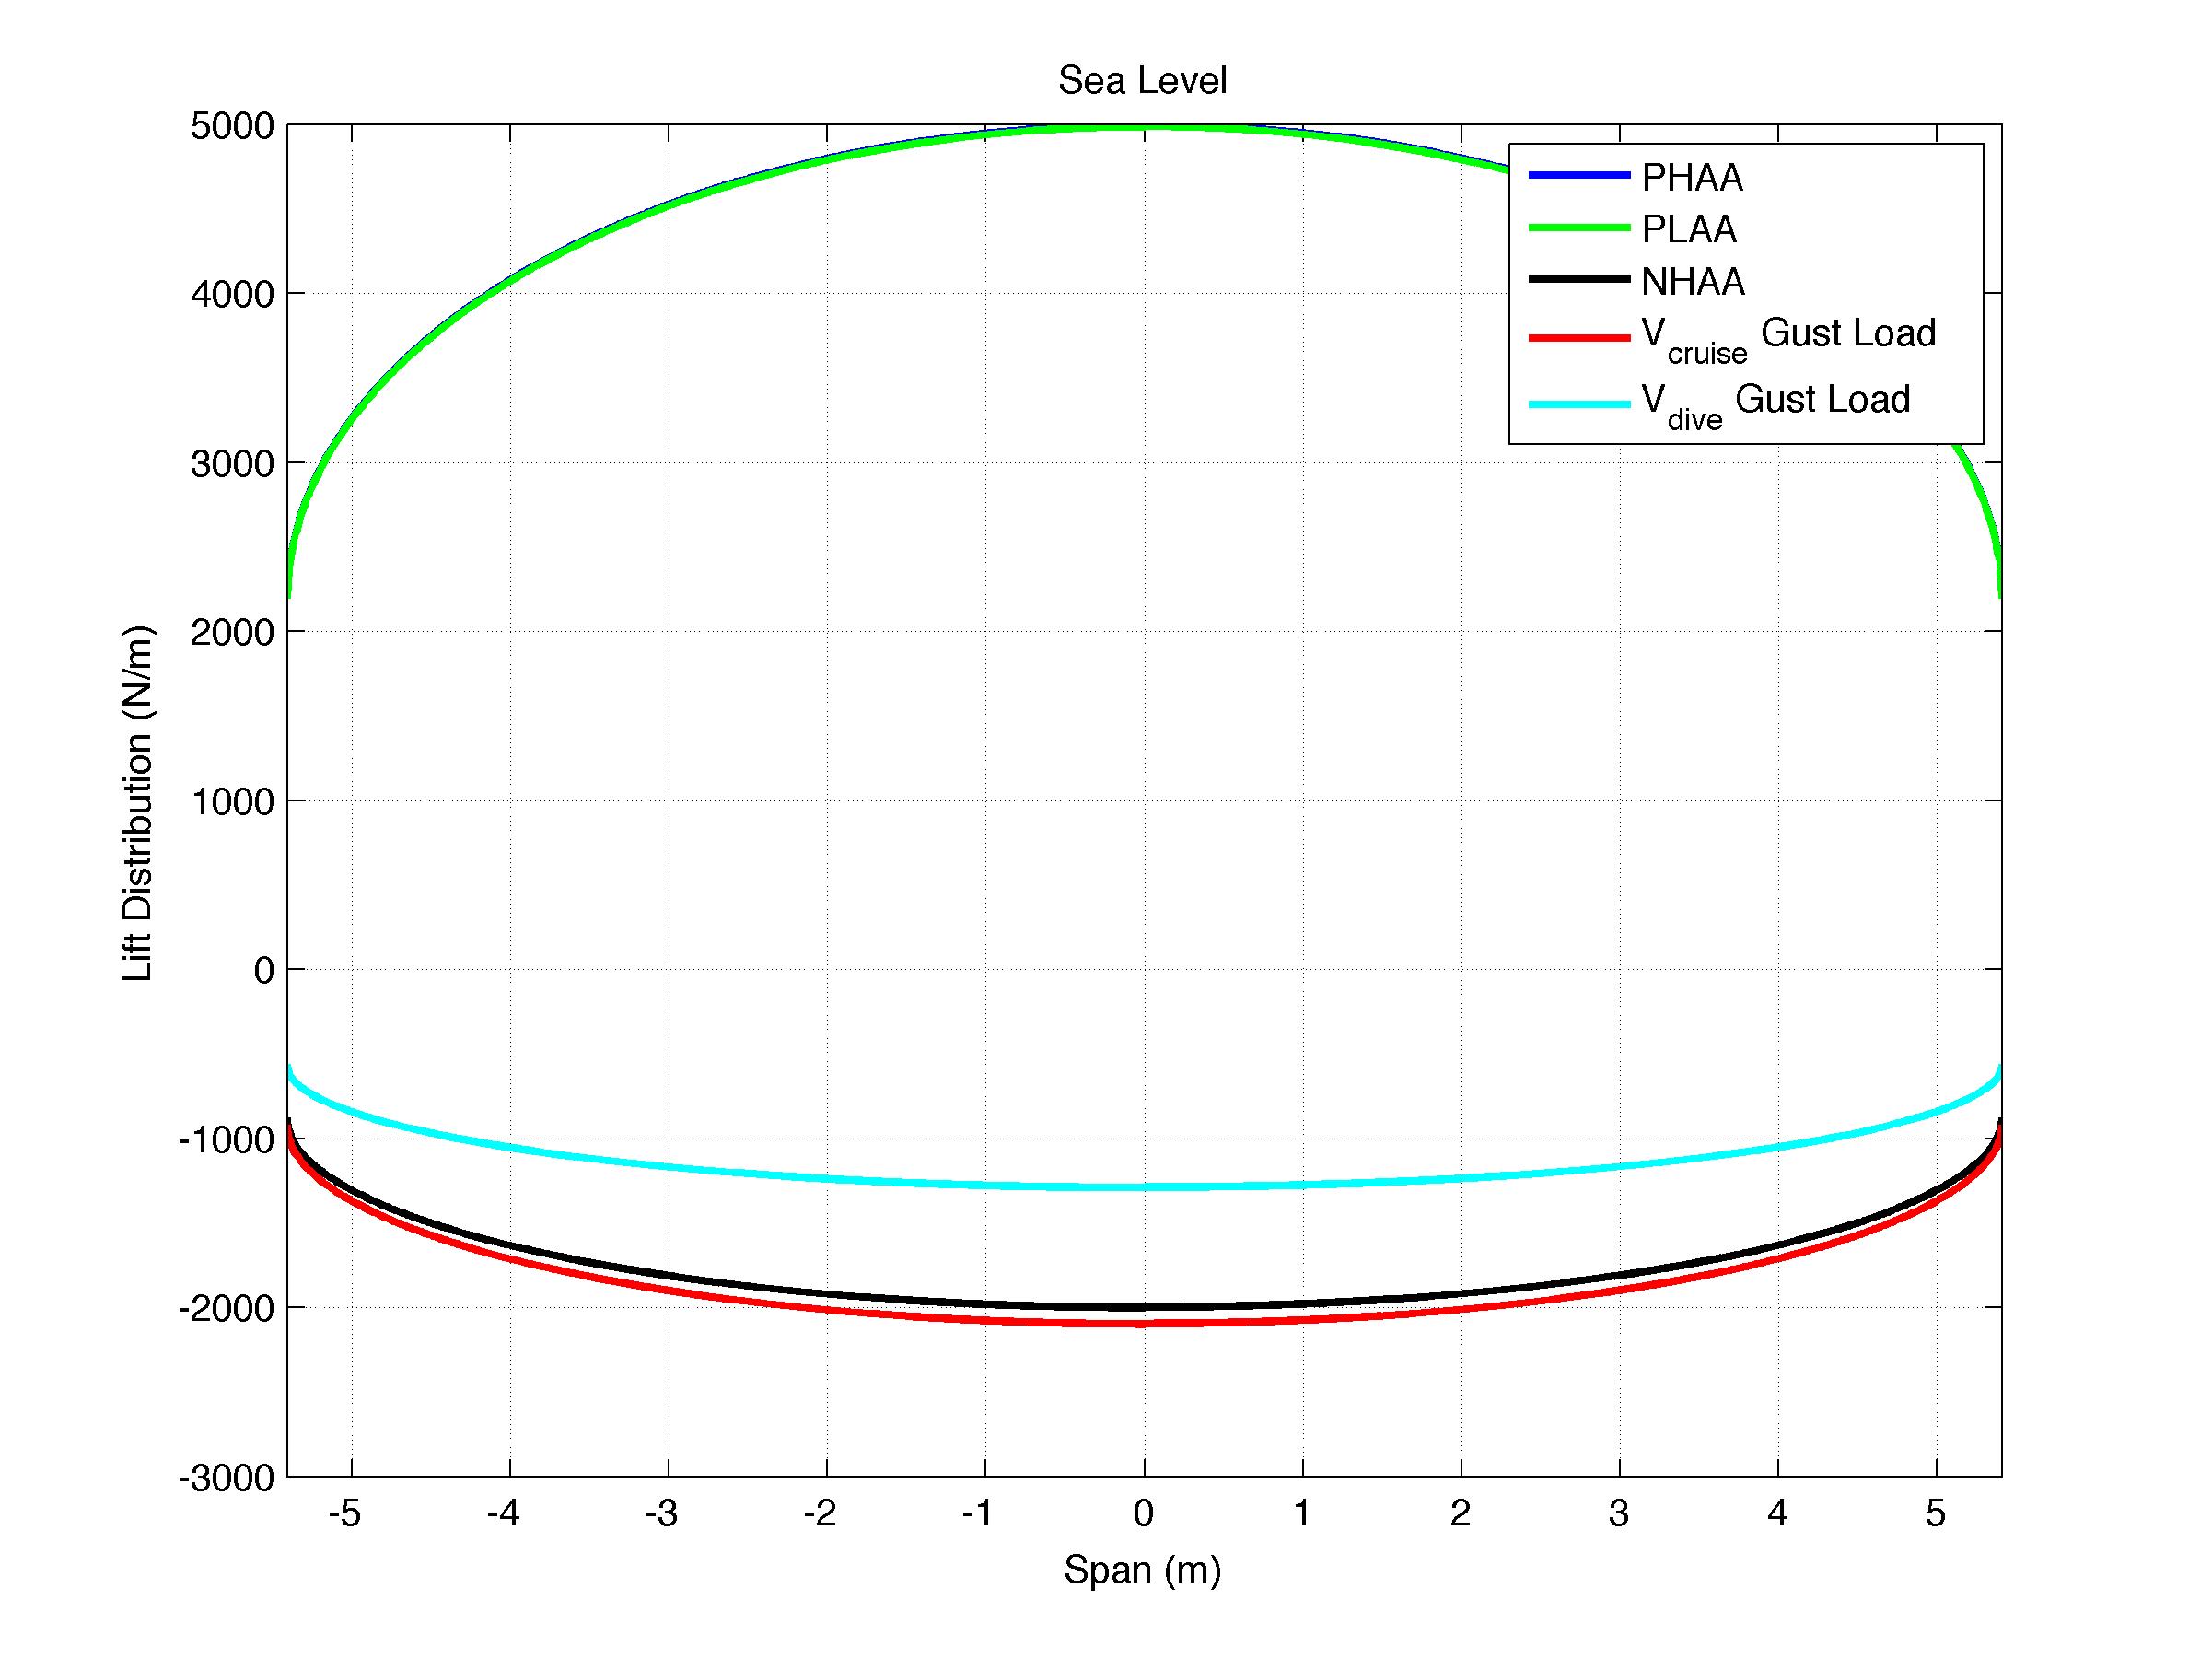 Sea Level
5000
4000
3000
2000
1000
0
-1000
-2000
-3000
Lift Distribution (N/m)
PHAA
PLAA
NHAA
Vcruise Gust Load
Vdive Gust Load
-5 -4 -3 -2 -1 0 1 2 3 4 5
Span (m)